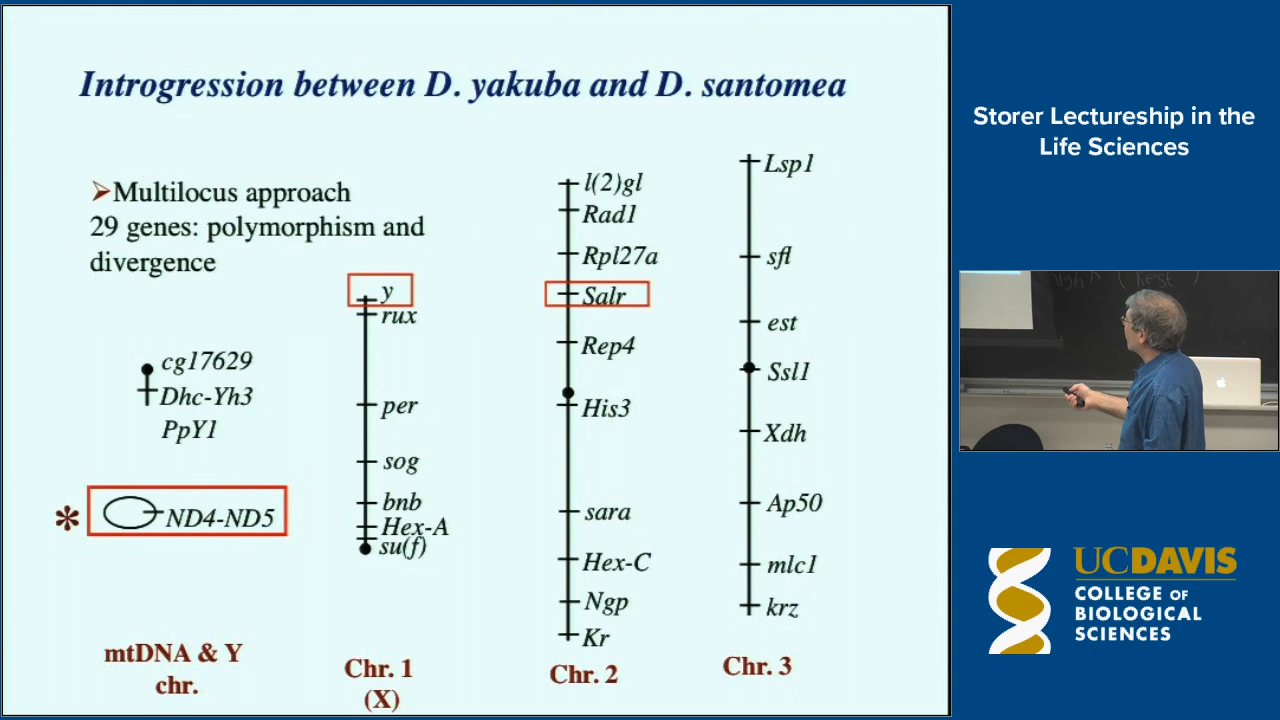 Introgression between D. yakuba and D. santomea
➢Multilocus approach
29 genes: polymorphism and
divergence
cg17629
Dhc-Yh3
PpY1
* ND4-ND5
mtDNA & Y
chr.
y
rux
per
sog
bnb
Hex-A
su(f)
Chr. 1
(X)
l(2)gl
Rad1
Rpl27a
Salr
Rep4
His3
sara
Hex-C
Ngp
Kr
Chr. 2
Lsp1
sfl
est
Ssl1
Xdh
Ap50
mlc1
krz
Chr. 3
Storer Lectureship in the
Life Sciences
UCDAVIS
COLLEGE OF
BIOLOGICAL
SCIENCES